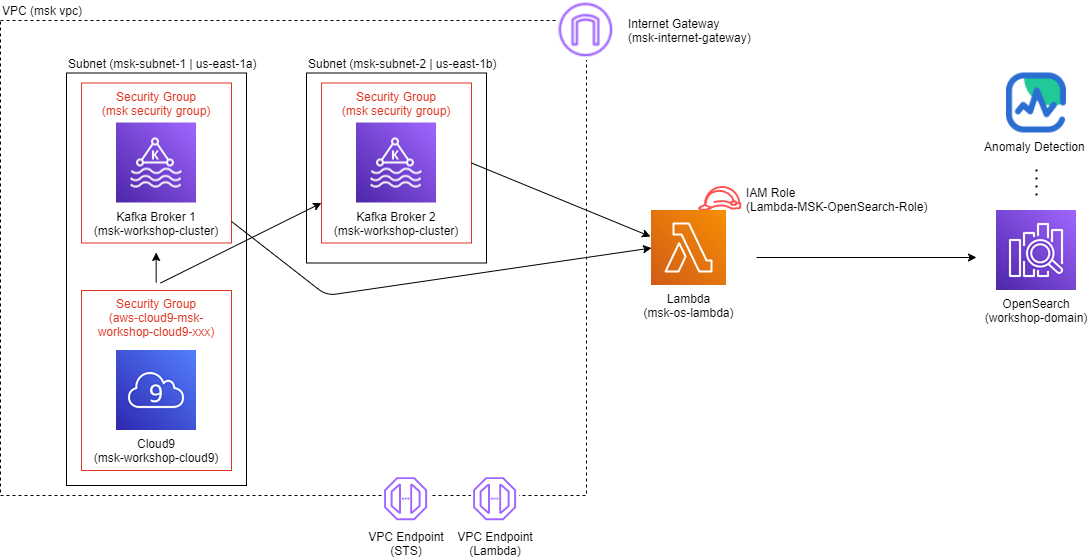 VPC (msk vpc)
Internet Gateway
(msk-internet-gateway)
Subnet (msk-subnet-1 | us-east-1a)
Subnet (msk-subnet-2 | us-east-1b)
Security Group
(msk security group)
K
Kafka Broker 1
(msk-workshop-cluster)
Security Group
(msk security group)
K
Kafka Broker 2
(msk-workshop-cluster)
Anomaly Detection
IAM Role
(Lambda-MSK-OpenSearch-Role)
Lambda
(msk-os-lambda)
OpenSearch
(workshop-domain)
Security Group
(aws-cloud9-msk-
workshop-cloud9-xxx)
9
Cloud9
(msk-workshop-cloud9)
VPC Endpoint
(STS)
VPC Endpoint
(Lambda)